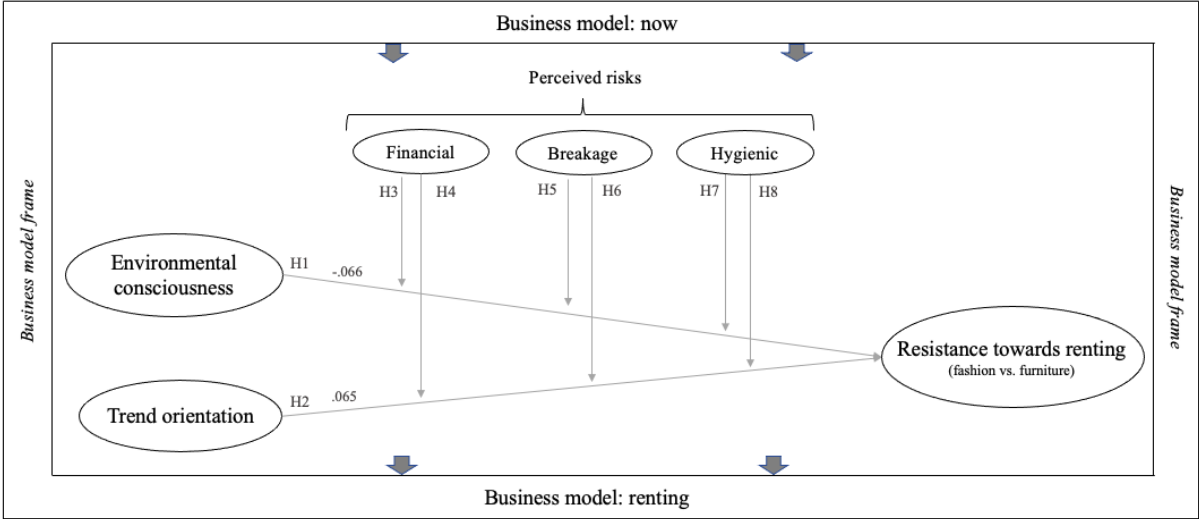 Business model: now
Perceived risks
Financial
Breakage
Hygienic
H3
H4
H5
H6
H7
H8
Business model frame
Business model frame
Environmental
consciousness
H1
-.066
Resistance towards renting
(fashion vs. furniture)
Trend orientation
H2
.065
Business model: renting